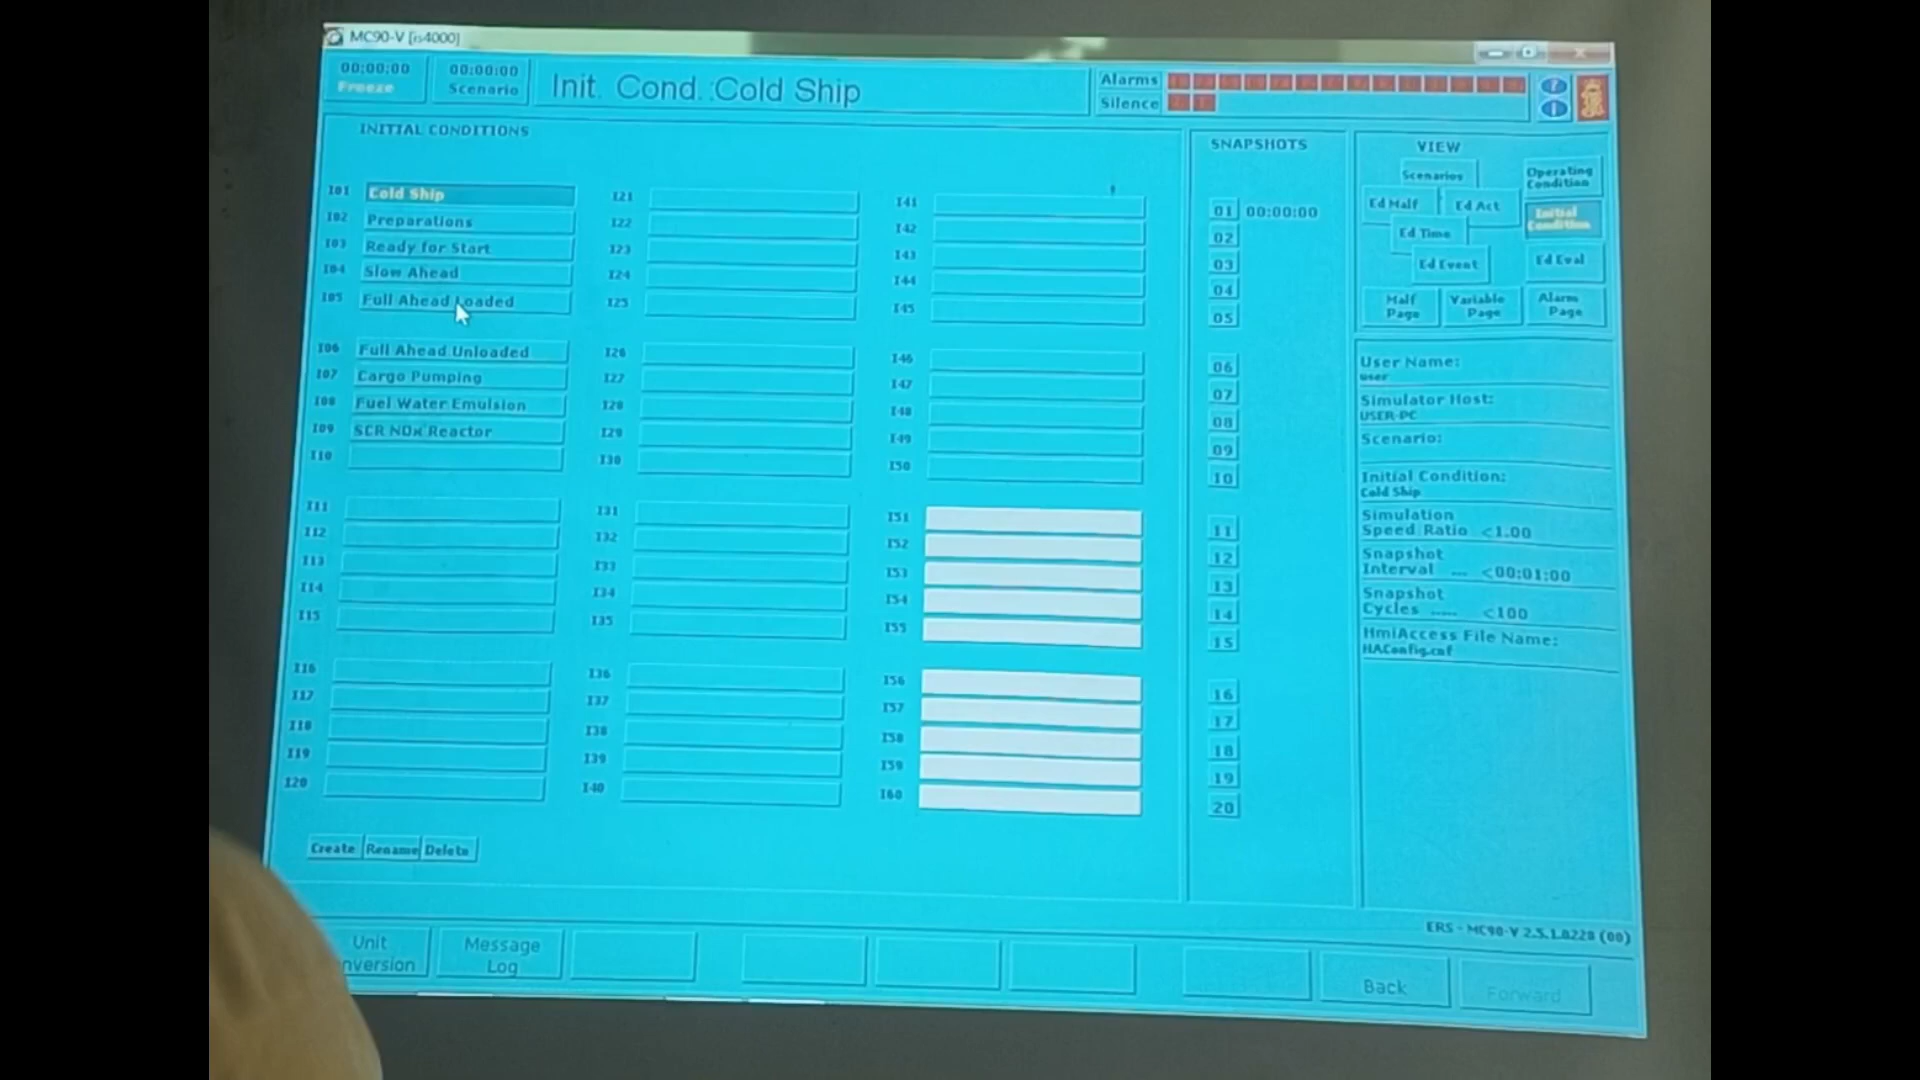 MC90-V [rs4000]
00:00:00
Freeze
00:00:00
Scenario
Init. Cond.:Cold Ship
Alarms
Silence
INITIAL CONDITIONS
I01 Cold Ship
I02 Preparations
I03 Ready for Start
I04 Slow Ahead
I05 Full Ahead Loaded
I06 Full Ahead Unloaded
I07 Cargo Pumping
I08 Fuel Water Emulsion
I09 SCR NOx Reactor
I10
I11
I12
I13
I14
I15
I16
I17
I18
I19
I20
I21
I22
I23
I24
I25
I26
I27
I28
I29
I30
I31
I32
I33
I34
I35
I36
I37
I38
I39
I40
I41
I42
I43
I44
I45
I46
I47
I48
I49
I50
I51
I52
I53
I54
I55
I56
I57
I58
I59
I60
Create Rename Delete
SNAPSHOTS
01 00:00:00
02
03
04
05
06
07
08
09
10
11
12
13
14
15
16
17
18
19
20
VIEW
Scenarios
Operating
Condition
Ed Malf
Ed Act
Initial
Condition
Ed Time
Ed Event
Ed Eval
Malf
Page
Variable
Page
Alarm
Page
User Name:
user
Simulator Host:
USER-PC
Scenario:
Initial Condition:
Cold Ship
Simulation
Speed Ratio <1.00
Snapshot
Interval ... <00:01:00
Snapshot
Cycles ..... <100
HmiAccess File Name:
HAConfig.cnf
ERS - MC90-V 2.5.1.8228 (00)
Unit
nversion
Message
Log
Back
Forward